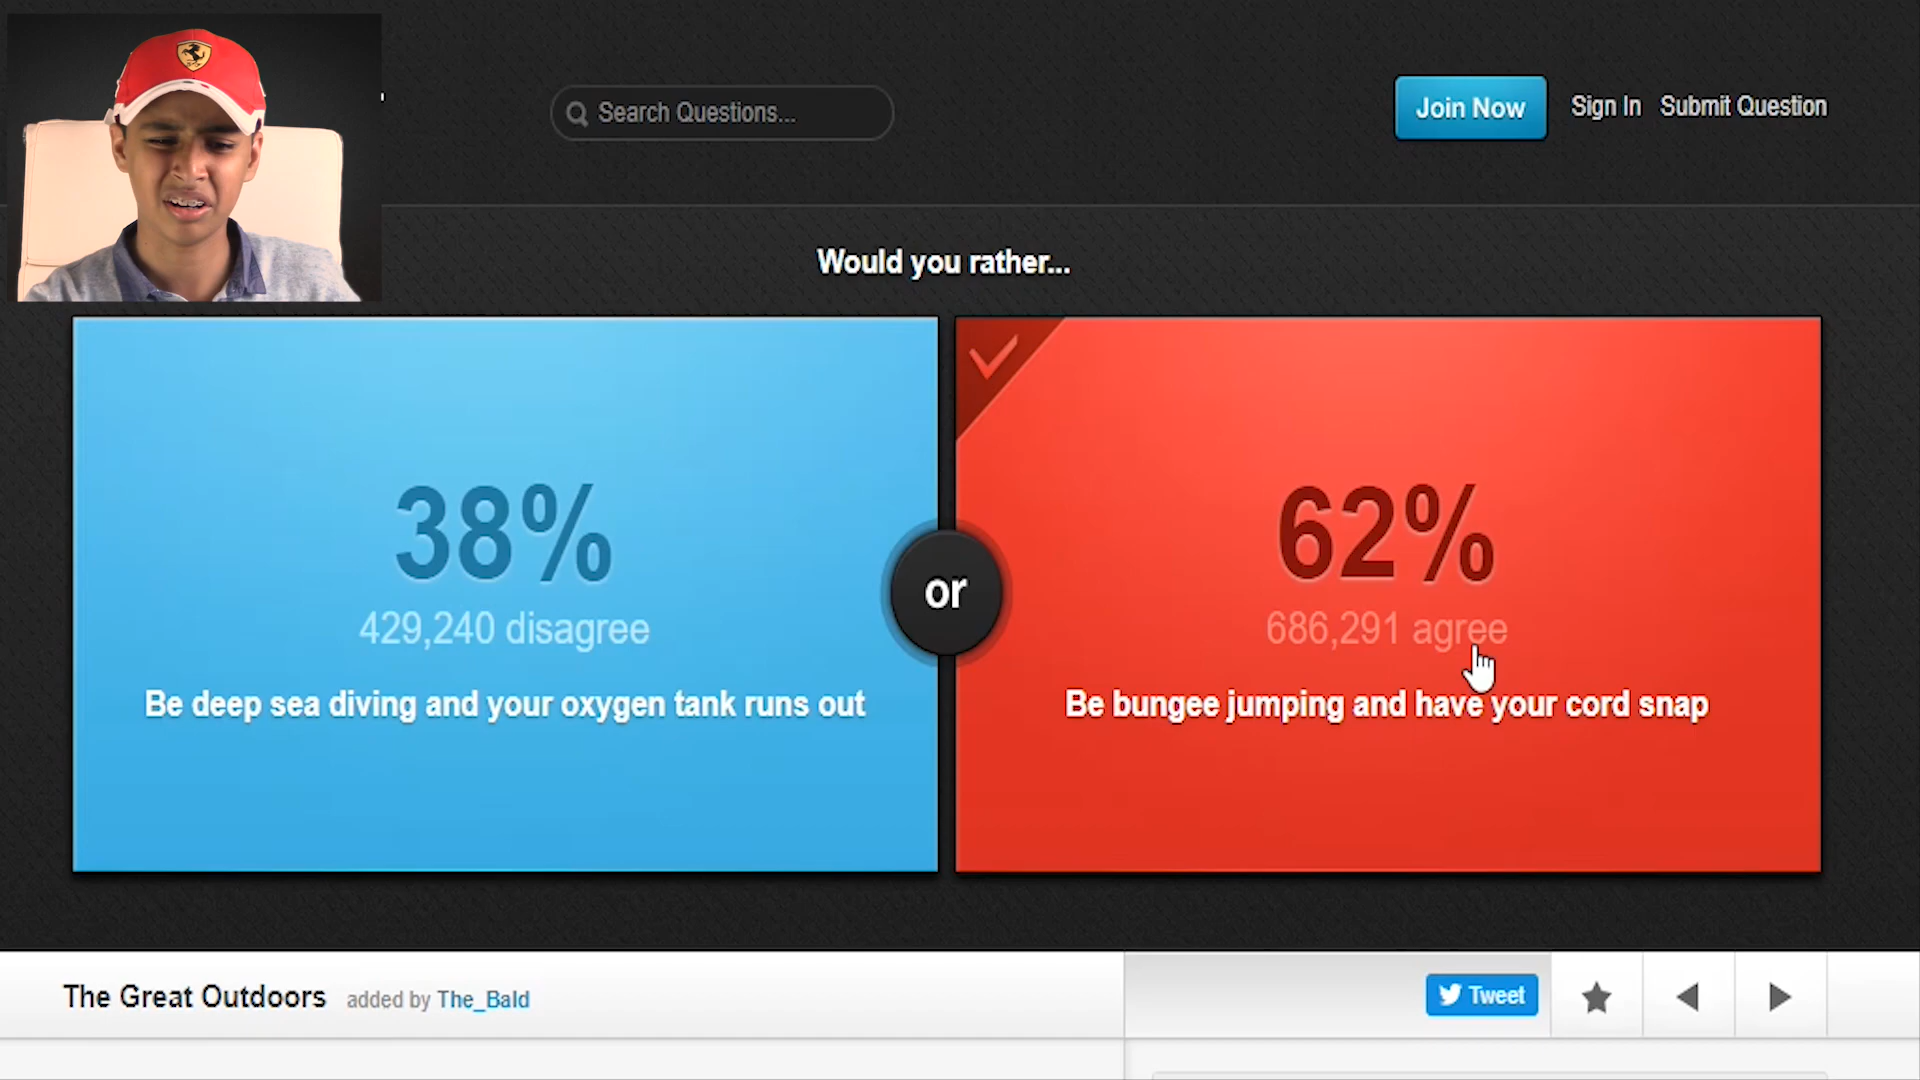 Search Questions...
Join Now
Sign In
Submit Question
Would you rather...
38%
429,240 disagree
Be deep sea diving and your oxygen tank runs out
or
62%
686,291 agree
Be bungee jumping and have your cord snap
The Great Outdoors
added by The_Bald
Tweet